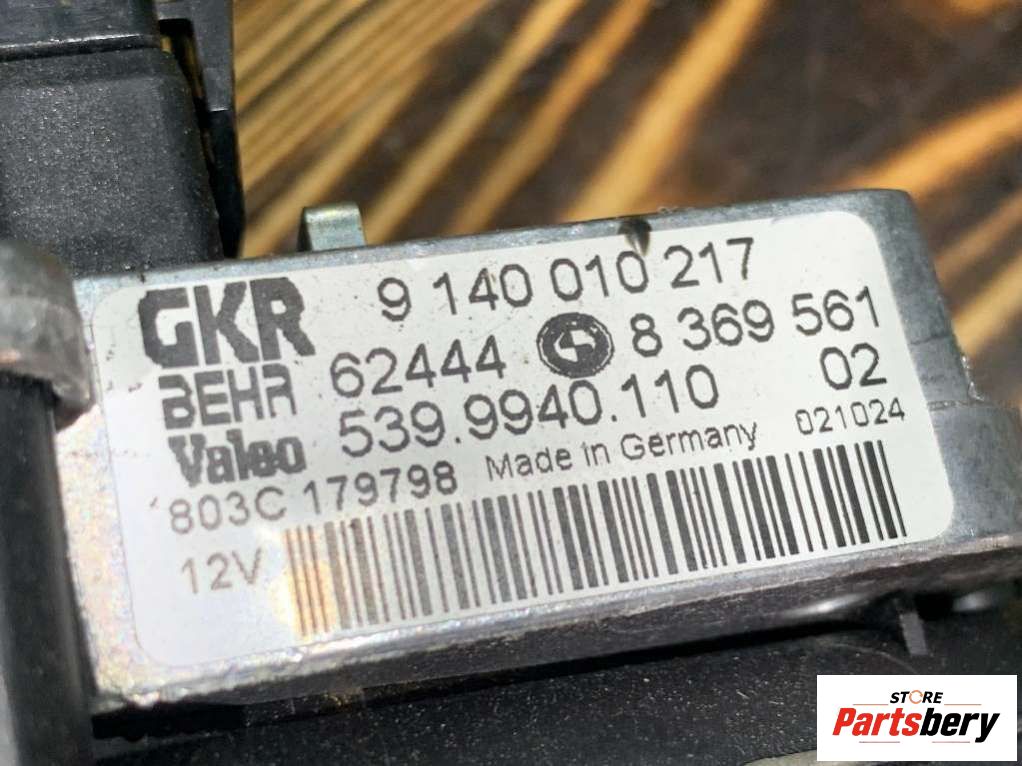 GKR 9 140 010 217
BEHR 62444 8 369 561
Valeo 539.9940.110 02
803C 179798 Made in Germany 021024
12V
STORE
Partsbery